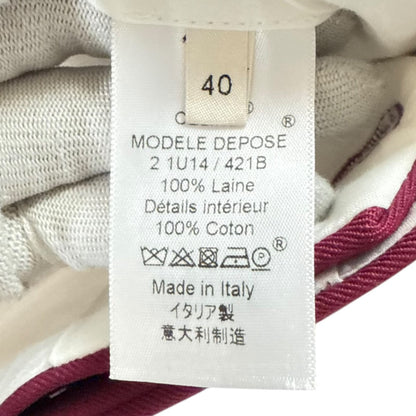 40
®
MODELE DEPOSE
2 1U14 / 421B
100% Laine
Détails intérieur
100% Coton
®
Made in Italy
イタリア製
意大利制造